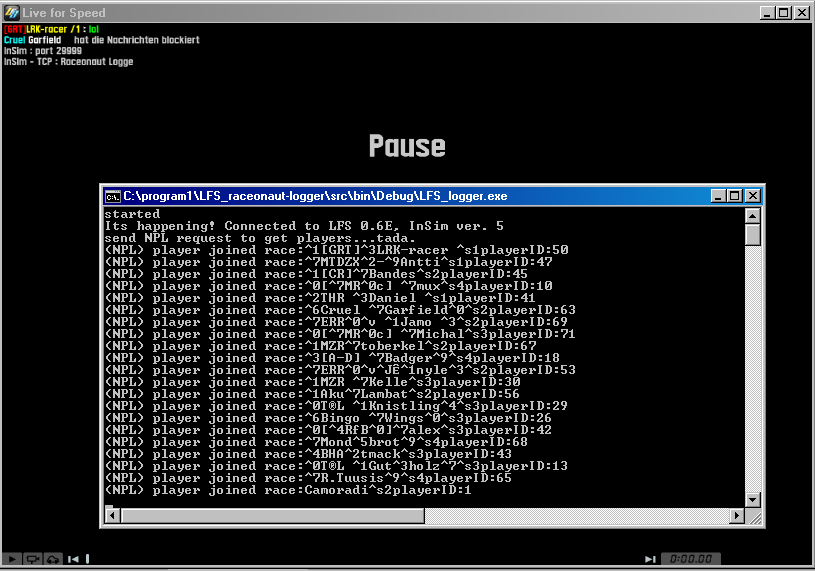 Live for Speed
[GRT]LRK-racer /1 : lol
Cruel Garfield hat die Nachrichten blockiert
InSim : port 29999
InSim - TCP : Raceonaut Logge
Pause
C:\program1\LFS_raceonaut-logger\src\bin\Debug\LFS_logger.exe
started
Its happening! Connected to LFS 0.6E, InSim ver. 5
send NPL request to get players...tada.
(NPL) player joined race:^1[GRT]^3LRK-racer ^s1playerID:50
(NPL) player joined race:^7MTDZX^2-^9Antti^s1playerID:47
(NPL) player joined race:^1[CR]^7Bandes^s2playerID:45
(NPL) player joined race:^0[^7MR^0c] ^7mux^s4playerID:10
(NPL) player joined race:^2THR ^3Daniel ^s1playerID:41
(NPL) player joined race:^6Cruel ^7Garfield^0^s2playerID:63
(NPL) player joined race:^7ERR^0^v ^1Jamo ^3^s2playerID:69
(NPL) player joined race:^0[^7MR^0c] ^7Michal^s3playerID:71
(NPL) player joined race:^1MZR^7toberkel^s2playerID:67
(NPL) player joined race:^3[A-D] ^7Badger^9^s4playerID:18
(NPL) player joined race:^7ERR^0^v^JÊ^1nyle^3^s2playerID:53
(NPL) player joined race:^1MZR ^7Kelle^s3playerID:30
(NPL) player joined race:^1Aku^7Lambat^s2playerID:56
(NPL) player joined race:^0T®L ^1Knistling^4^s3playerID:29
(NPL) player joined race:^6Bingo ^7Wings^0^s3playerID:26
(NPL) player joined race:^0[^4RfB^0]^7alex^s3playerID:42
(NPL) player joined race:^7Mond^5brot^9^s4playerID:68
(NPL) player joined race:^4BHA^2tmack^s3playerID:43
(NPL) player joined race:^0T®L ^1Gut^3holz^7^s3playerID:13
(NPL) player joined race:^7R.Tuusis^9^s4playerID:65
(NPL) player joined race:Camoradi^s2playerID:1
0:00.00